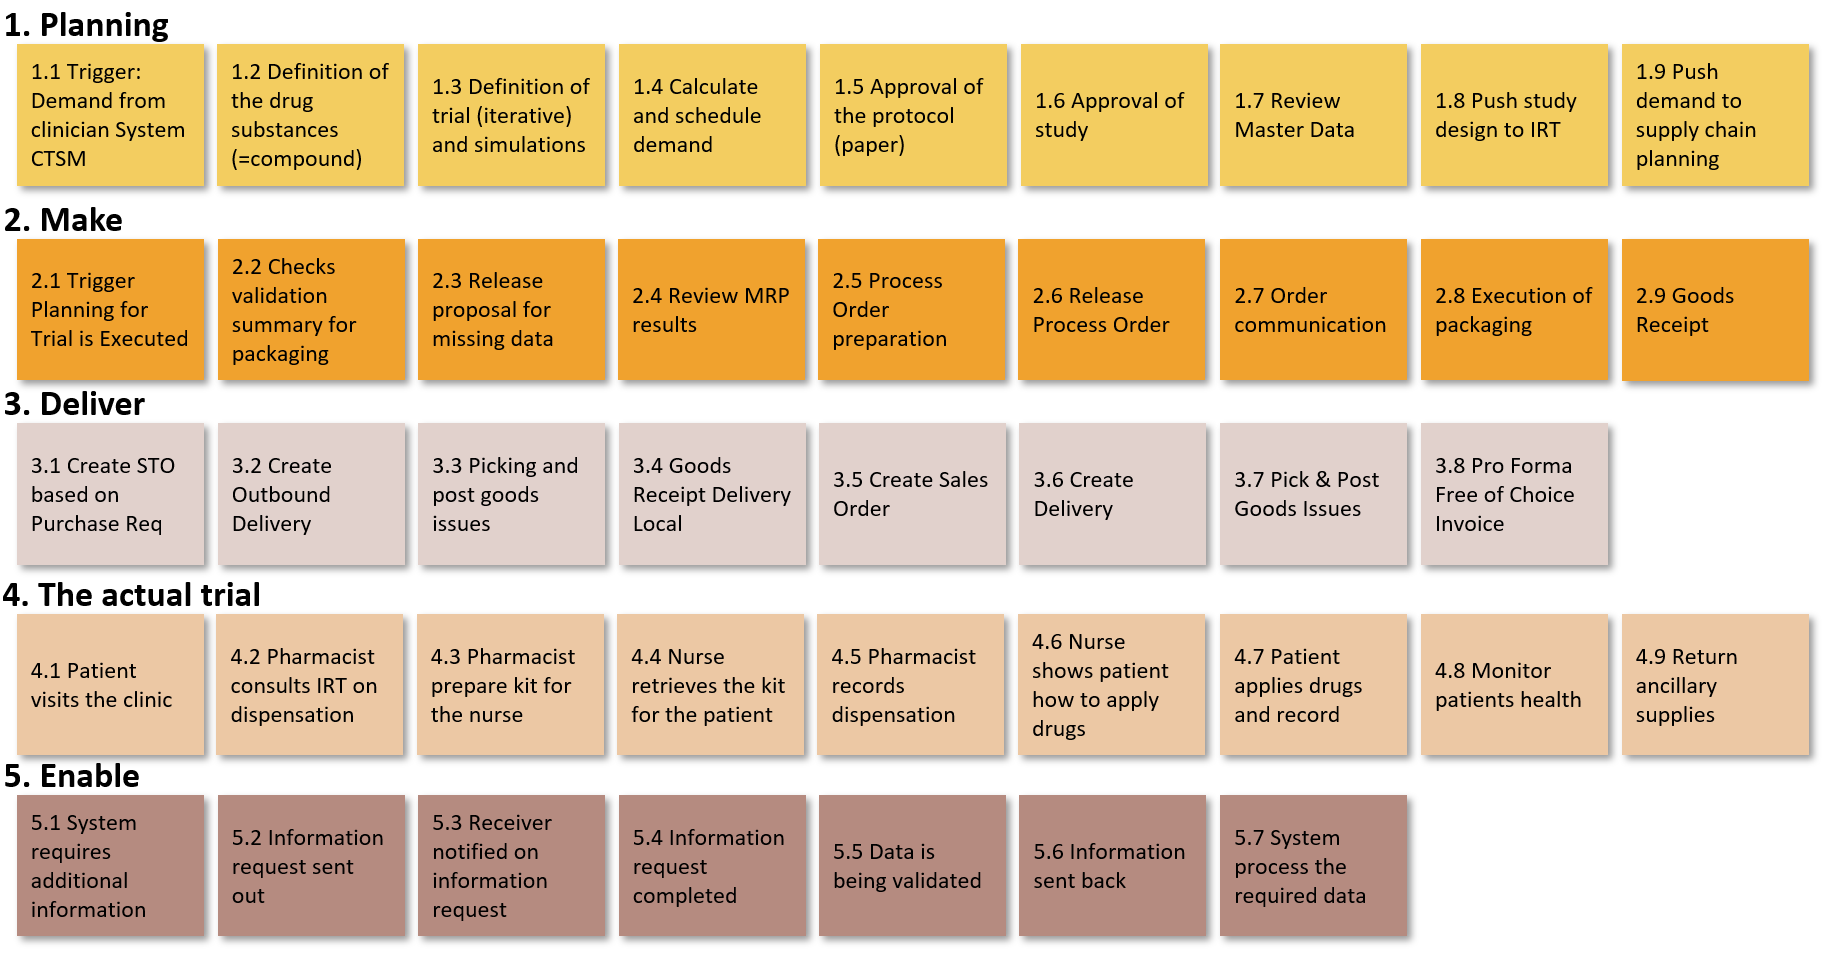 1. Planning
1.1 Trigger:
Demand from
clinician System
CTSM
1.2 Definition of
the drug
substances
(=compound)
1.3 Definition of
trial (iterative)
and simulations
1.4 Calculate
and schedule
demand
1.5 Approval of
the protocol
(paper)
1.6 Approval of
study
1.7 Review
Master Data
1.8 Push study
design to IRT
1.9 Push
demand to
supply chain
planning
2. Make
2.1 Trigger
Planning for
Trial is Executed
2.2 Checks
validation
summary for
packaging
2.3 Release
proposal for
missing data
2.4 Review MRP
results
2.5 Process
Order
preparation
2.6 Release
Process Order
2.7 Order
communication
2.8 Execution of
packaging
2.9 Goods
Receipt
3. Deliver
3.1 Create STO
based on
Purchase Req
3.2 Create
Outbound
Delivery
3.3 Picking and
post goods
issues
3.4 Goods
Receipt Delivery
Local
3.5 Create Sales
Order
3.6 Create
Delivery
3.7 Pick & Post
Goods Issues
3.8 Pro Forma
Free of Choice
Invoice
4. The actual trial
4.1 Patient
visits the clinic
4.2 Pharmacist
consults IRT on
dispensation
4.3 Pharmacist
prepare kit for
the nurse
4.4 Nurse
retrieves the kit
for the patient
4.5 Pharmacist
records
dispensation
4.6 Nurse
shows patient
how to apply
drugs
4.7 Patient
applies drugs
and record
4.8 Monitor
patients health
4.9 Return
ancillary
supplies
5. Enable
5.1 System
requires
additional
information
5.2 Information
request sent
out
5.3 Receiver
notified on
information
request
5.4 Information
request
completed
5.5 Data is
being validated
5.6 Information
sent back
5.7 System
process the
required data